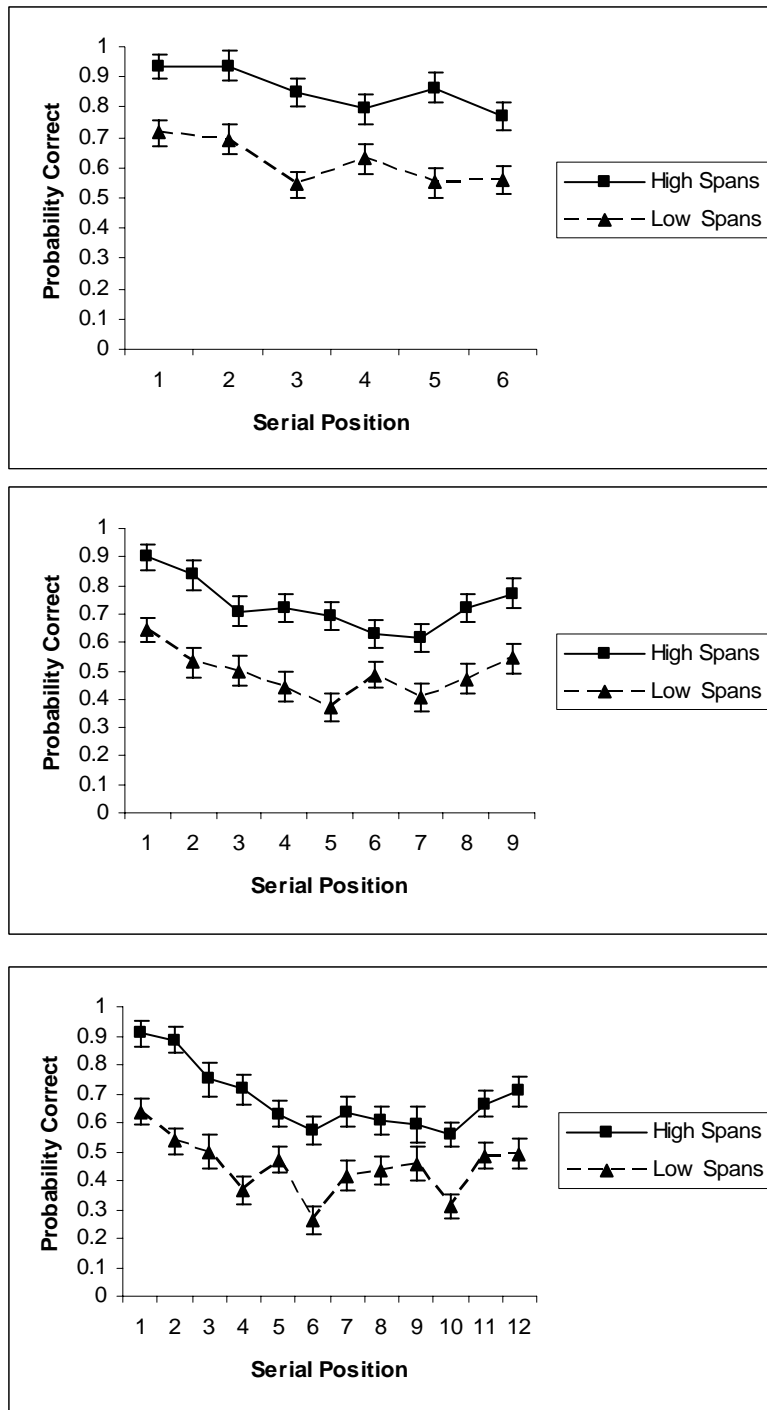 1
0.9
0.8
0.7
0.6
0.5
0.4
0.3
0.2
0.1
0
Probability Correct
1 2 3 4 5 6
Serial Position
High Spans
Low Spans
1
0.9
0.8
0.7
0.6
0.5
0.4
0.3
0.2
0.1
0
Probability Correct
1 2 3 4 5 6 7 8 9
Serial Position
High Spans
Low Spans
1
0.9
0.8
0.7
0.6
0.5
0.4
0.3
0.2
0.1
0
Probability Correct
1 2 3 4 5 6 7 8 9 10 11 12
Serial Position
High Spans
Low Spans